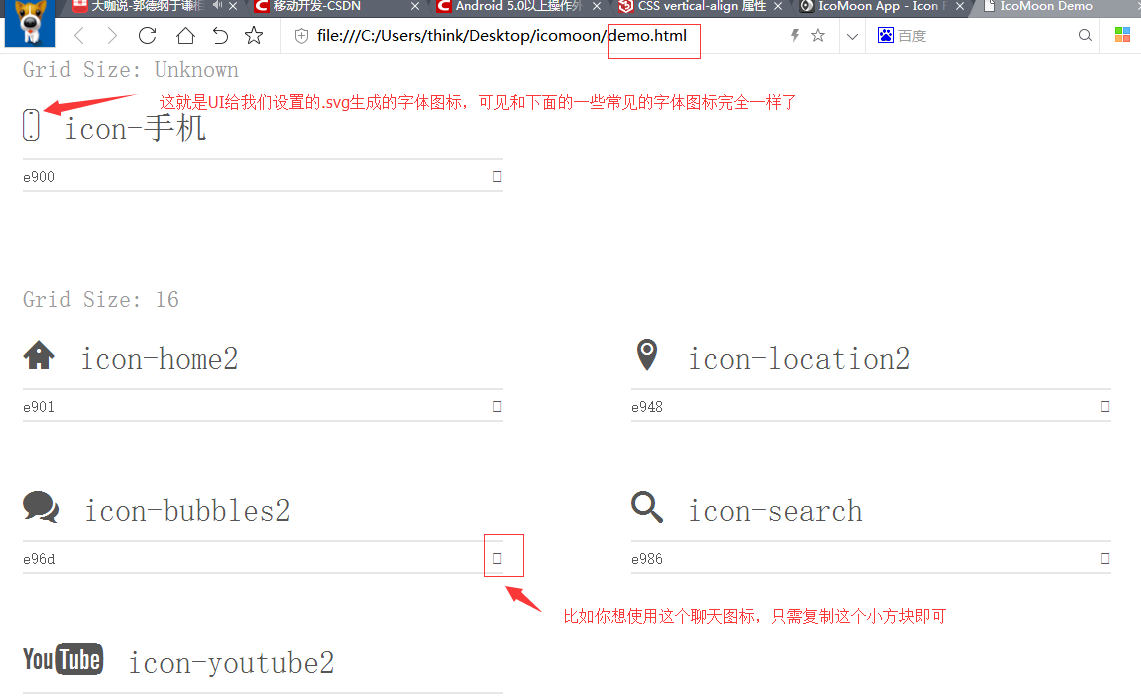 大咖说-郭德纲于谦相
移动开发-CSDN
Android 5.0以上操作外
CSS vertical-align 属性
IcoMoon App - Icon F
IcoMoon Demo
file:///C:/Users/think/Desktop/icomoon/demo.html
百度
Grid Size: Unknown
这就是UI给我们设置的.svg生成的字体图标，可见和下面的一些常见的字体图标完全一样了
icon-手机
e900
Grid Size: 16
icon-home2
icon-location2
e901
e948
icon-bubbles2
icon-search
e96d
e986
比如你想使用这个聊天图标，只需复制这个小方块即可
YouTube
icon-youtube2